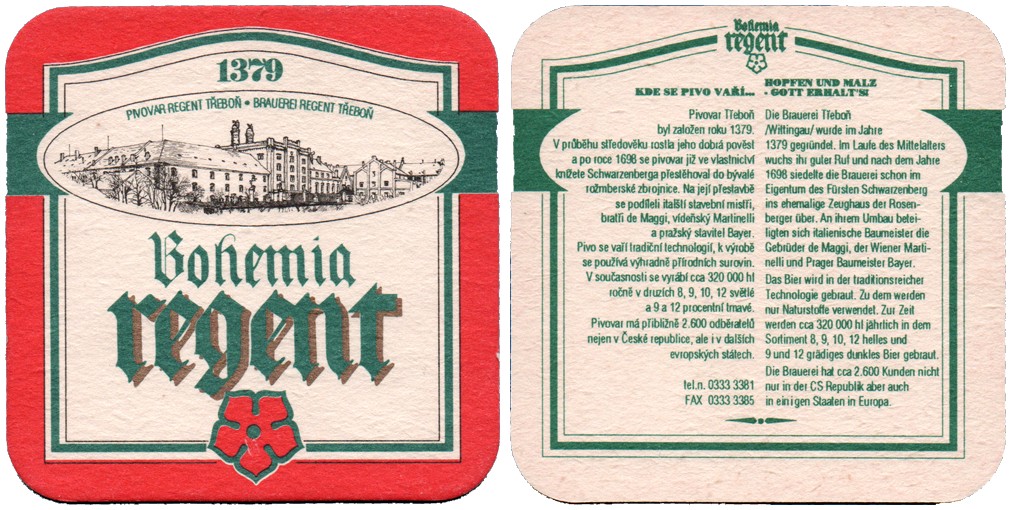 1379
PIVOVAR REGENT TŘEBOŇ • BRAUEREI REGENT TŘEBOŇ
Bohemia
regent
Bohemia
regent
KDE SE PIVO VAŘÍ...
Pivovar Třeboň
byl založen roku 1379.
V průběhu středověku rostla jeho dobrá pověst
a po roce 1698 se pivovar již ve vlastnictví
knížete Schwarzenberga přestěhoval do bývalé
rožmberské zbrojnice. Na její přestavbě
se podíleli italští stavební mistři,
bratři de Maggi, vídeňský Martinelli
a pražský stavitel Bayer.
Pivo se vaří tradiční technologií, k výrobě
se používá výhradně přírodních surovin.
V současnosti se vyrábí cca 320 000 hl
ročně v druzích 8, 9, 10, 12 světlé
a 9 a 12 procentní tmavé.
Pivovar má přibližně 2.600 odběratelů
nejen v České republice, ale i v dalších
evropských státech.
tel.n. 0333 3381
FAX 0333 3385
HOPFEN UND MALZ
- GOTT ERHALT'S!
Die Brauerei Třeboň
/Wittingau/ wurde im Jahre
1379 gegründet. Im Laufe des Mittelalters
wuchs ihr guter Ruf und nach dem Jahre
1698 siedelte die Brauerei schon im
Eigentum des Fürsten Schwarzenberg
ins ehemalige Zeughaus der Rosen-
berger über. An ihrem Umbau betei-
ligten sich italienische Baumeister die
Gebrüder de Maggi, der Wiener Marti-
nelli und Prager Baumeister Bayer.
Das Bier wird in der traditionsreicher
Technologie gebraut. Zu dem werden
nur Naturstoffe verwendet. Zur Zeit
werden cca 320 000 hl jährlich in dem
Sortiment 8, 9, 10, 12 helles und
9 und 12 grädiges dunkles Bier gebraut.
Die Brauerei hat cca 2.600 Kunden nicht
nur in der CS Republik aber auch
in einigen Staaten in Europa.